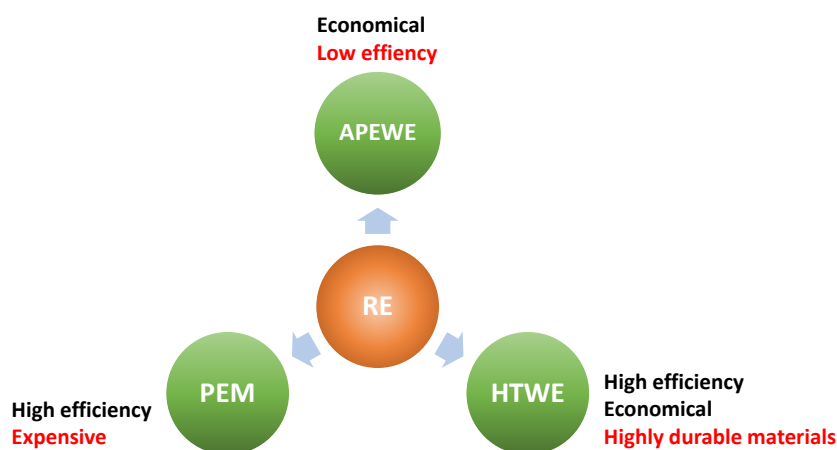 Economical
Low effiency
APEWE
RE
PEM
High efficiency
Expensive
HTWE
High efficiency
Economical
Highly durable materials